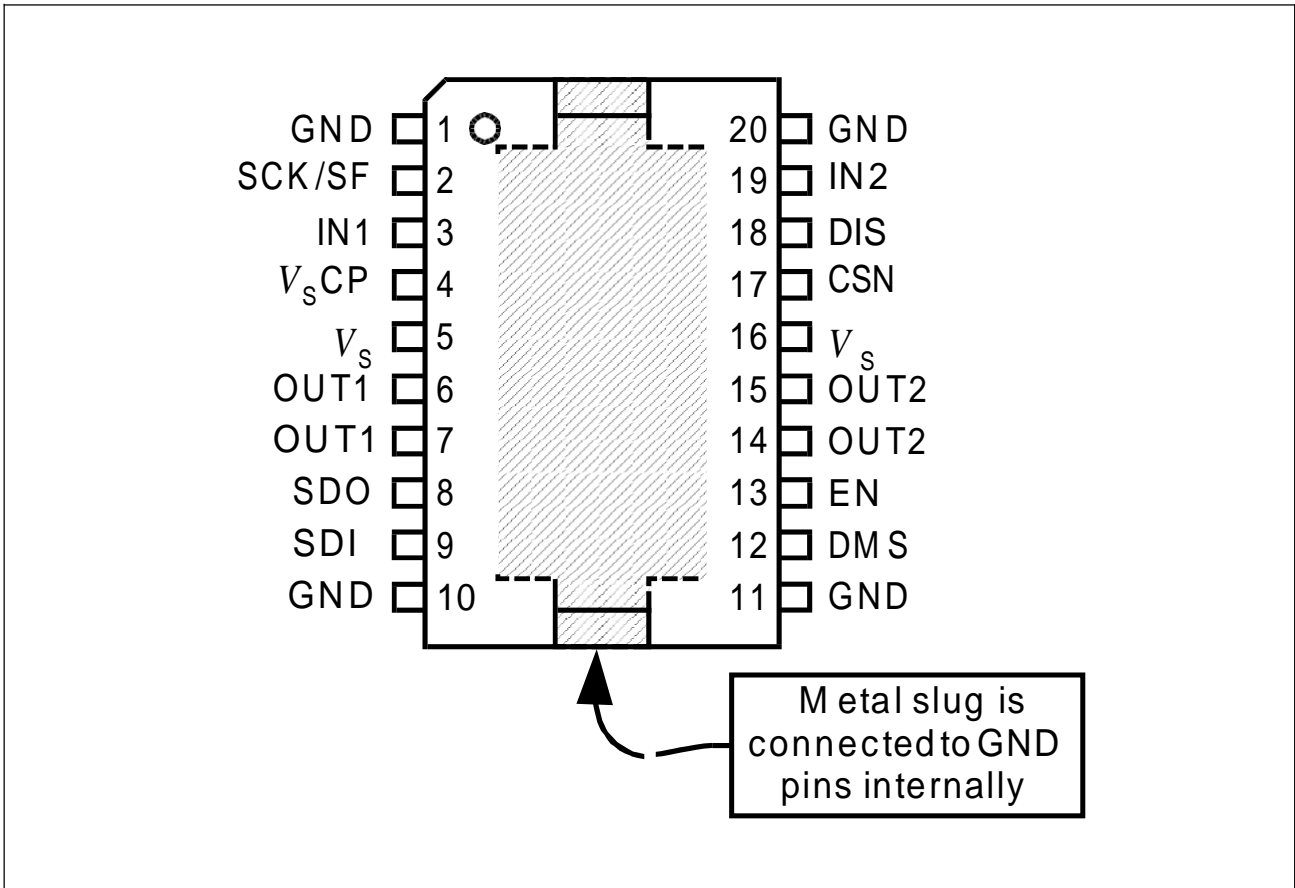 GND 1 20 GND
SCK/SF 2 19 IN2
IN1 3 18 DIS
VSCP 4 17 CSN
VS 5 16 VS
OUT1 6 15 OUT2
OUT1 7 14 OUT2
SDO 8 13 EN
SDI 9 12 DMS
GND 10 11 GND
Metal slug is
connected to GND
pins internally